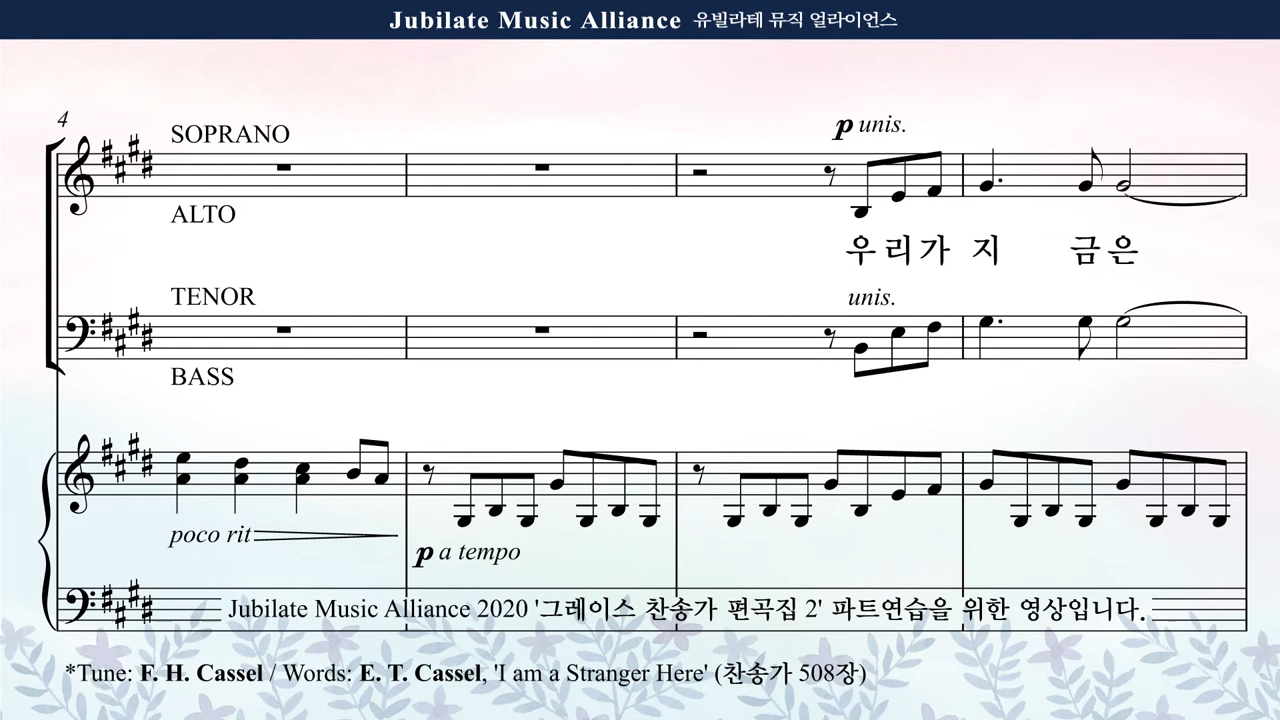 Jubilate Music Alliance 유빌라테 뮤직 얼라이언스
4
SOPRANO
p unis.
ALTO
우리가 지 금은
TENOR
unis.
BASS
poco rit
p a tempo
Jubilate Music Alliance 2020 '그레이스 찬송가 편곡집 2' 파트연습을 위한 영상입니다.
*Tune: F. H. Cassel / Words: E. T. Cassel, 'I am a Stranger Here' (찬송가 508장)